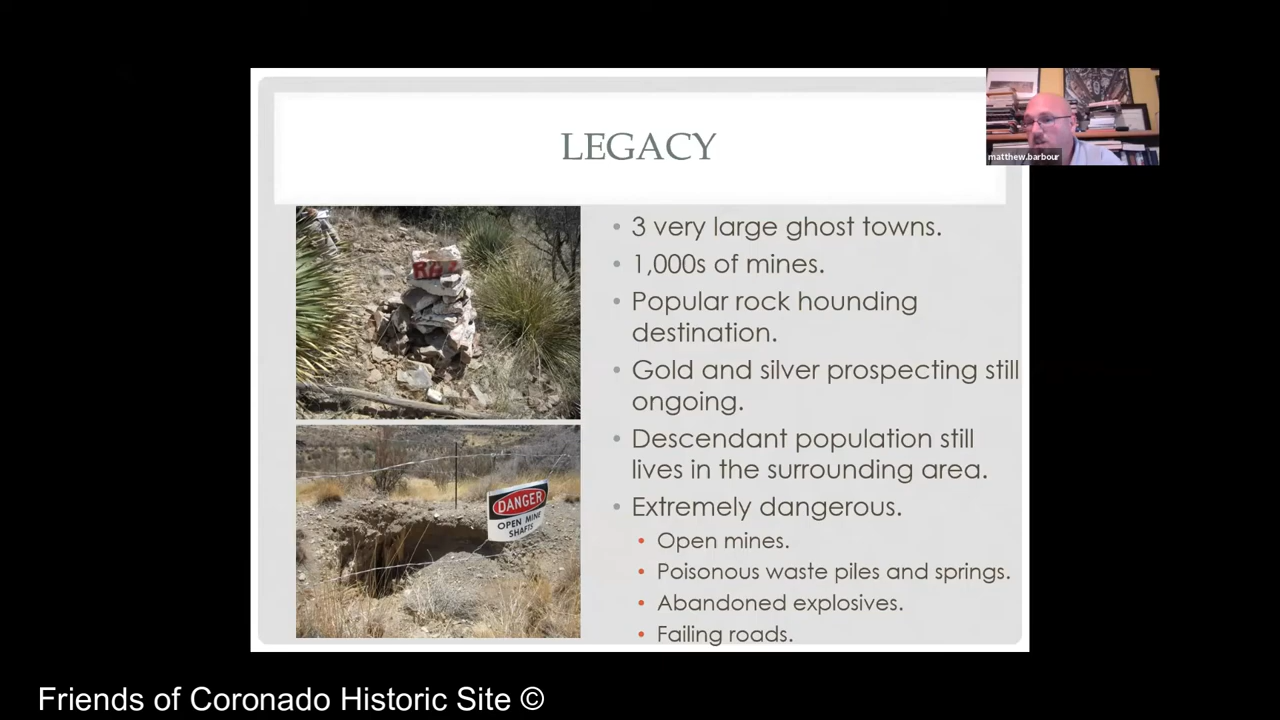 LEGACY
matthew.barbour
• 3 very large ghost towns.
• 1,000s of mines.
• Popular rock hounding
destination.
• Gold and silver prospecting still
ongoing.
• Descendant population still
lives in the surrounding area.
• Extremely dangerous.
• Open mines.
• Poisonous waste piles and springs.
• Abandoned explosives.
• Failing roads.
DANGER
OPEN MINE
SHAFTS
Friends of Coronado Historic Site ©